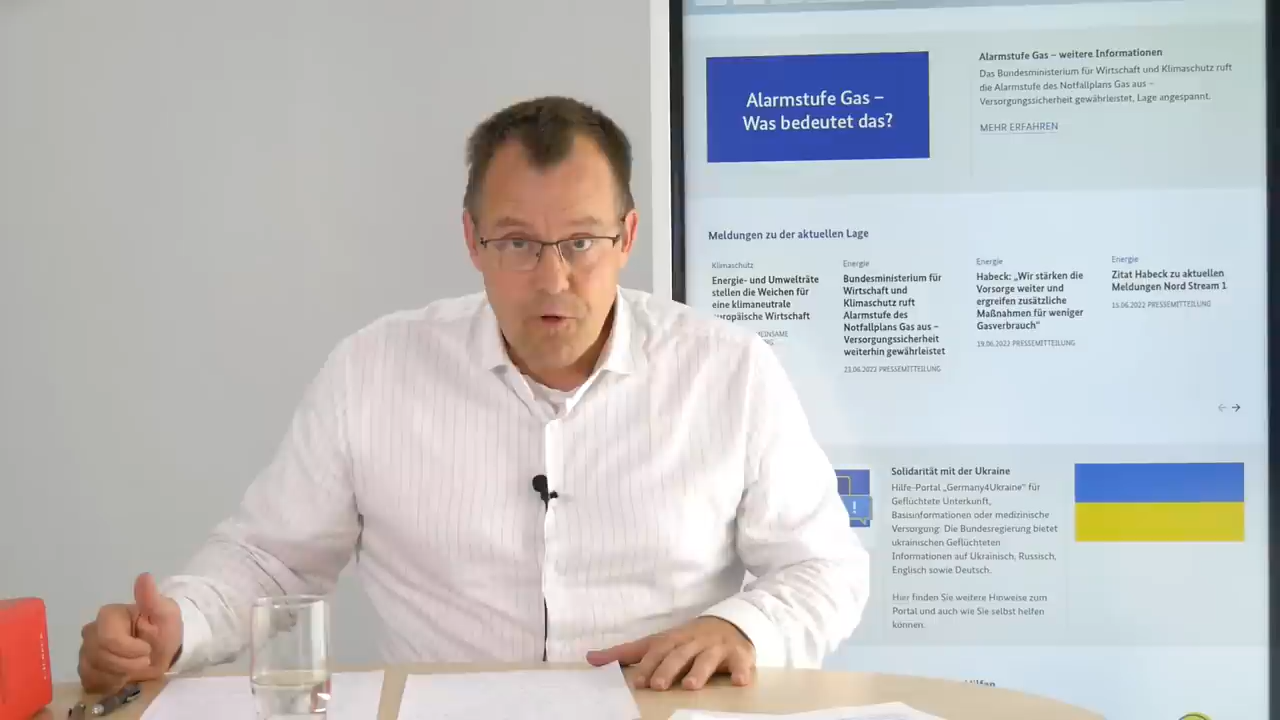 Alarmstufe Gas –
Was bedeutet das?
Alarmstufe Gas – weitere Informationen
Das Bundesministerium für Wirtschaft und Klimaschutz ruft
die Alarmstufe des Notfallplans Gas aus –
Versorgungssicherheit gewährleistet, Lage angespannt.
MEHR ERFAHREN
Meldungen zu der aktuellen Lage
Klimaschutz
Energie- und Umwelträte
stellen die Weichen für
eine klimaneutrale
europäische Wirtschaft
Energie
Bundesministerium für
Wirtschaft und
Klimaschutz ruft
Alarmstufe des
Notfallplans Gas aus –
Versorgungssicherheit
weiterhin gewährleistet
23.06.2022 PRESSEMITTEILUNG
Energie
Habeck: „Wir stärken die
Vorsorge weiter und
ergreifen zusätzliche
Maßnahmen für weniger
Gasverbrauch“
19.06.2022 PRESSEMITTEILUNG
Energie
Zitat Habeck zu aktuellen
Meldungen Nord Stream 1
15.06.2022 PRESSEMITTEILUNG
← →
!
Solidarität mit der Ukraine
Hilfe-Portal „Germany4Ukraine“ für
Geflüchtete Unterkunft,
Basisinformationen oder medizinische
Versorgung: Die Bundesregierung bietet
ukrainischen Geflüchteten
Informationen auf Ukrainisch, Russisch,
Englisch sowie Deutsch.
Hier finden Sie weitere Hinweise zum
Portal und auch wie Sie selbst helfen
können.